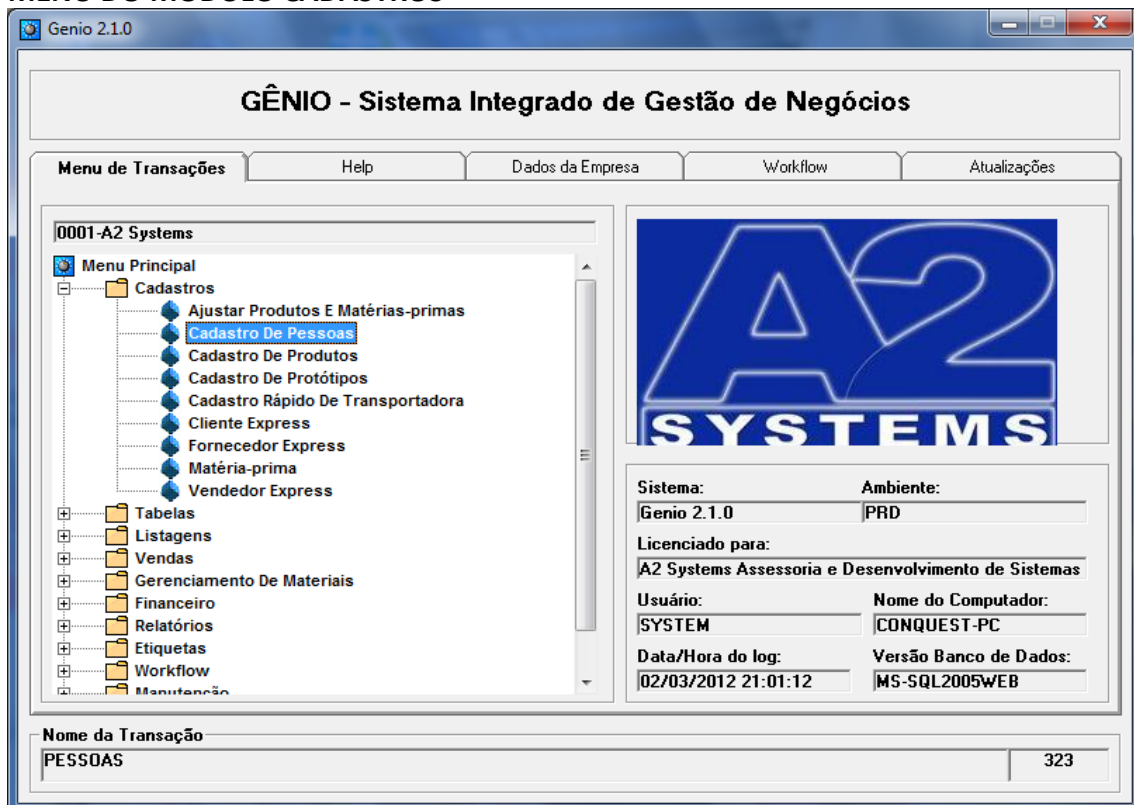 MENU DO MÓDULO CADASTROS
Genio 2.1.0
GÊNIO - Sistema Integrado de Gestão de Negócios
Menu de Transações Help Dados da Empresa Workflow Atualizações
0001-A2 Systems
Menu Principal
Cadastros
Ajustar Produtos E Matérias-primas
Cadastro De Pessoas
Cadastro De Produtos
Cadastro De Protótipos
Cadastro Rápido De Transportadora
Cliente Express
Fornecedor Express
Matéria-prima
Vendedor Express
Tabelas
Listagens
Vendas
Gerenciamento De Materiais
Financeiro
Relatórios
Etiquetas
Workflow
Manutenção
A2
SYSTEMS
Sistema: Ambiente:
Genio 2.1.0 PRD
Licenciado para:
A2 Systems Assessoria e Desenvolvimento de Sistemas
Usuário: Nome do Computador:
SYSTEM CONQUEST-PC
Data/Hora do log: Versão Banco de Dados:
02/03/2012 21:01:12 MS-SQL2005WEB
Nome da Transação
PESSOAS 323